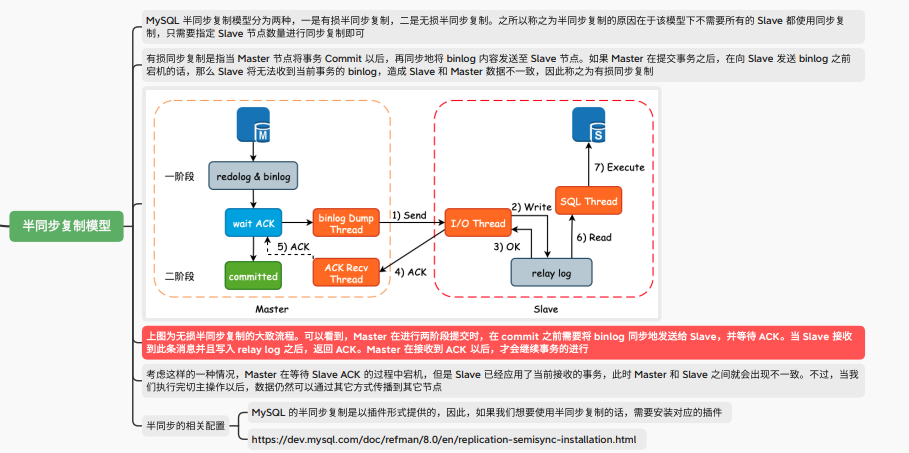 MySQL 半同步复制模型分为两种，一是有损半同步复制，二是无损半同步复制。之所以称之为半同步复制的原因在于该模型下不需要所有的 Slave 都使用同步复
制，只需要指定 Slave 节点数量进行同步复制即可
有损同步复制是指当 Master 节点将事务 Commit 以后，再同步地将 binlog 内容发送至 Slave 节点。如果 Master 在提交事务之后，在向 Slave 发送 binlog 之前
宕机的话，那么 Slave 将无法收到当前事务的 binlog，造成 Slave 和 Master 数据不一致，因此称之为有损同步复制
半同步复制模型
M
S
一阶段
redolog & binlog
7) Execute
wait ACK
binlog Dump
Thread
1) Send
I/O Thread
2) Write
SQL Thread
5) ACK
3) OK
6) Read
二阶段
committed
ACK Recv
Thread
4) ACK
relay log
Master
Slave
上图为无损半同步复制的大致流程。可以看到，Master 在进行两阶段提交时，在 commit 之前需要将 binlog 同步地发送给 Slave，并等待 ACK。当 Slave 接收
到此条消息并且写入 relay log 之后，返回 ACK。Master 在接收到 ACK 以后，才会继续事务的进行
考虑这样的一种情况，Master 在等待 Slave ACK 的过程中宕机，但是 Slave 已经应用了当前接收的事务，此时 Master 和 Slave 之间就会出现不一致。不过，当我
们执行完切主操作以后，数据仍然可以通过其它方式传播到其它节点
半同步的相关配置
MySQL 的半同步复制是以插件形式提供的，因此，如果我们想要使用半同步复制的话，需要安装对应的插件
https://dev.mysql.com/doc/refman/8.0/en/replication-semisync-installation.html